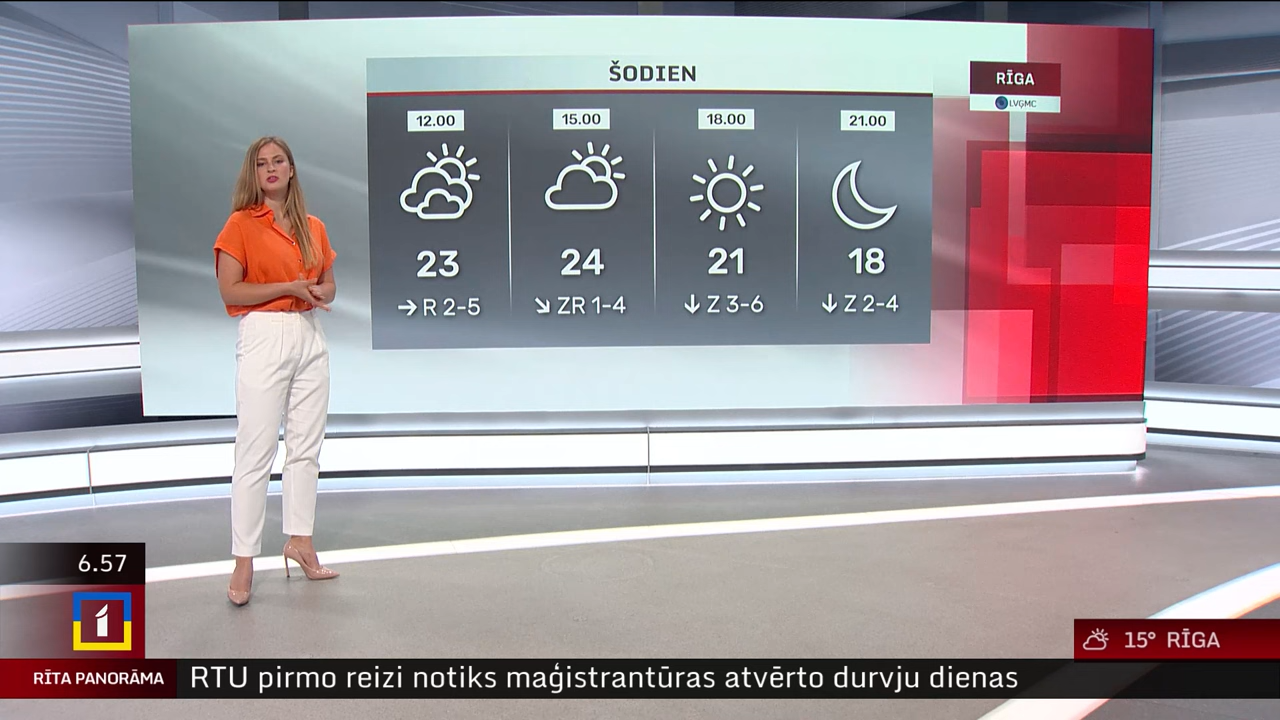 ŠODIEN
RĪGA
LVĢMC
12.00
15.00
18.00
21.00
23
24
21
18
R 2-5
ZR 1-4
Z 3-6
Z 2-4
6.57
1
15° RĪGA
RĪTA PANORĀMA
RTU pirmo reizi notiks maģistrantūras atvērto durvju dienas